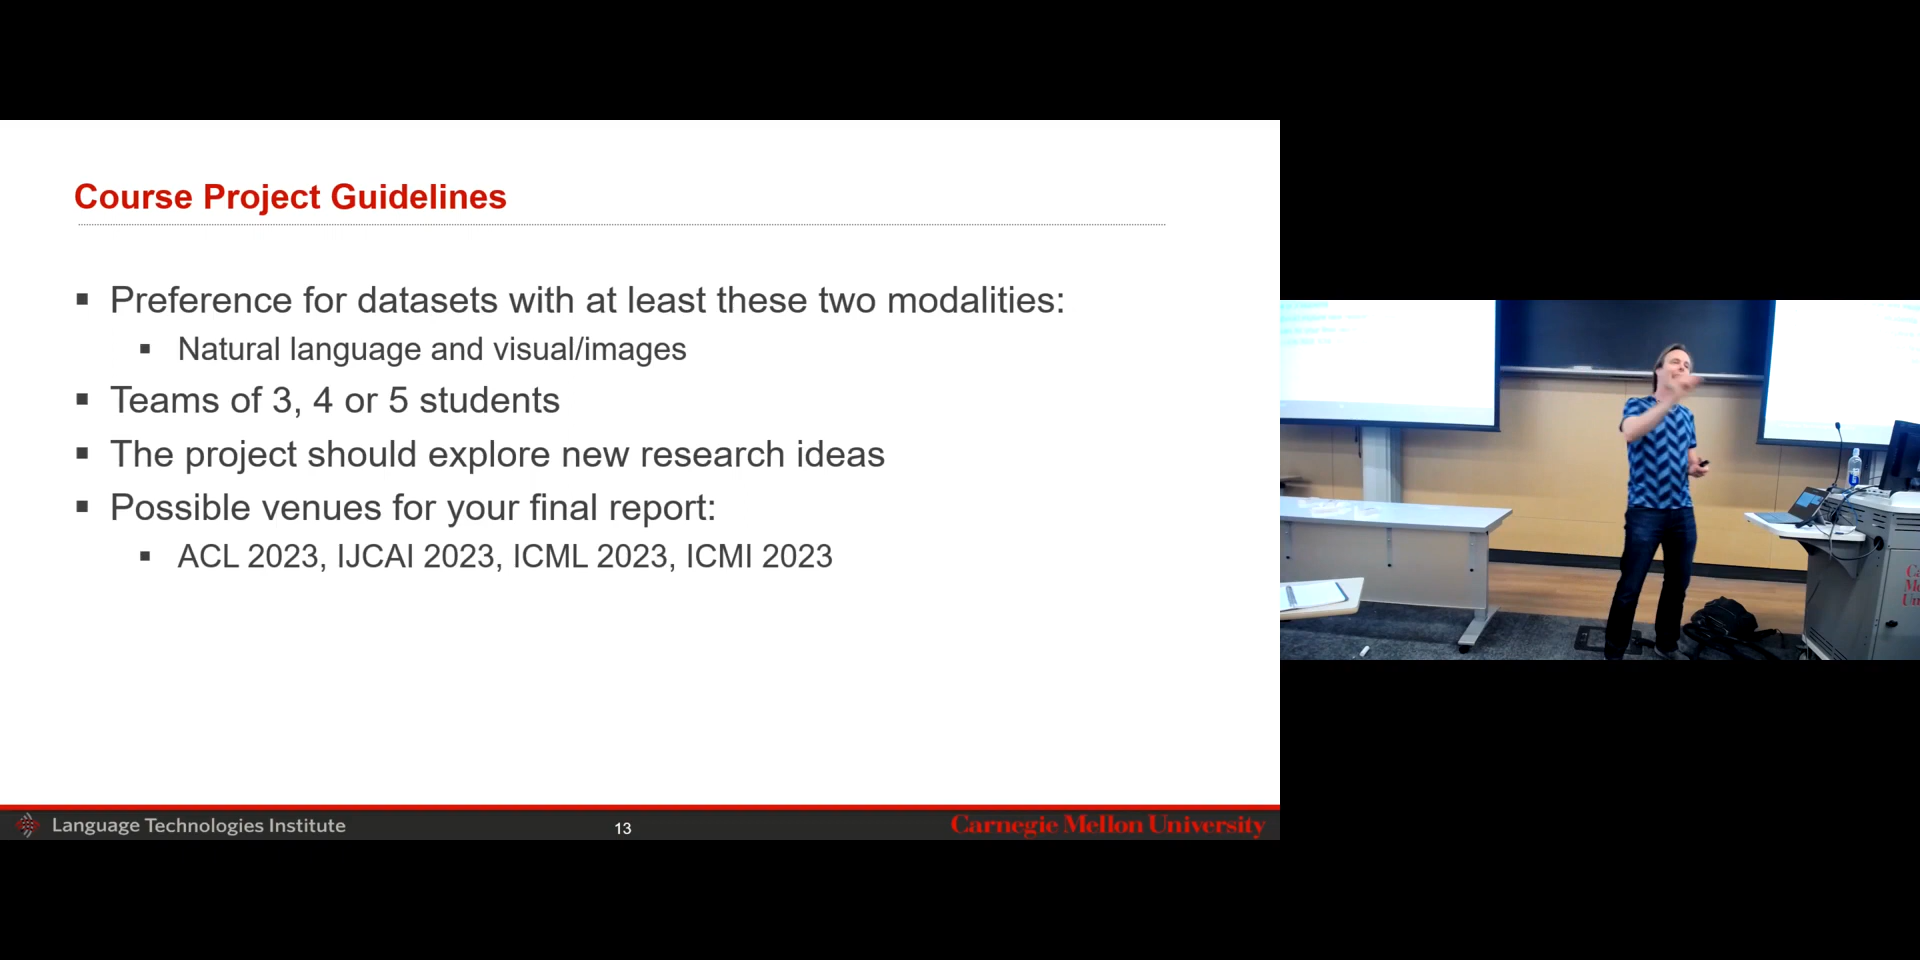 Course Project Guidelines
▪ Preference for datasets with at least these two modalities:
▪ Natural language and visual/images
▪ Teams of 3, 4 or 5 students
▪ The project should explore new research ideas
▪ Possible venues for your final report:
▪ ACL 2023, IJCAI 2023, ICML 2023, ICMI 2023
Language Technologies Institute
13
Carnegie Mellon University